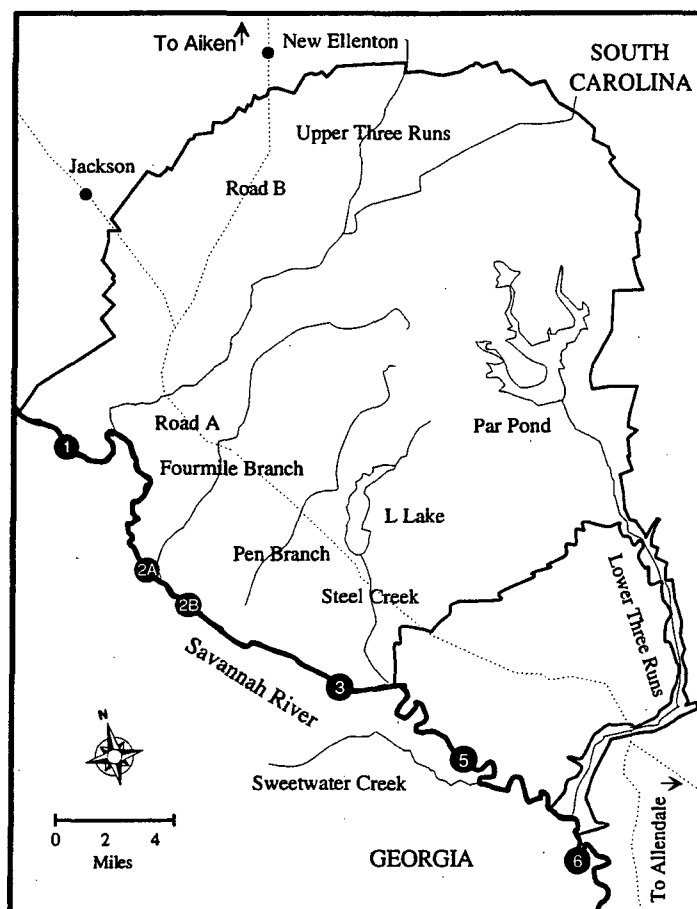 To Aiken
New Ellenton
SOUTH
CAROLINA
Upper Three Runs
Jackson
Road B
Road A
Par Pond
1
Fourmile Branch
L Lake
Pen Branch
2A
Steel Creek
2B
Lower Three Runs
Savannah River
3
N
5
Sweetwater Creek
0 2 4
Miles
GEORGIA
6
To Allendale